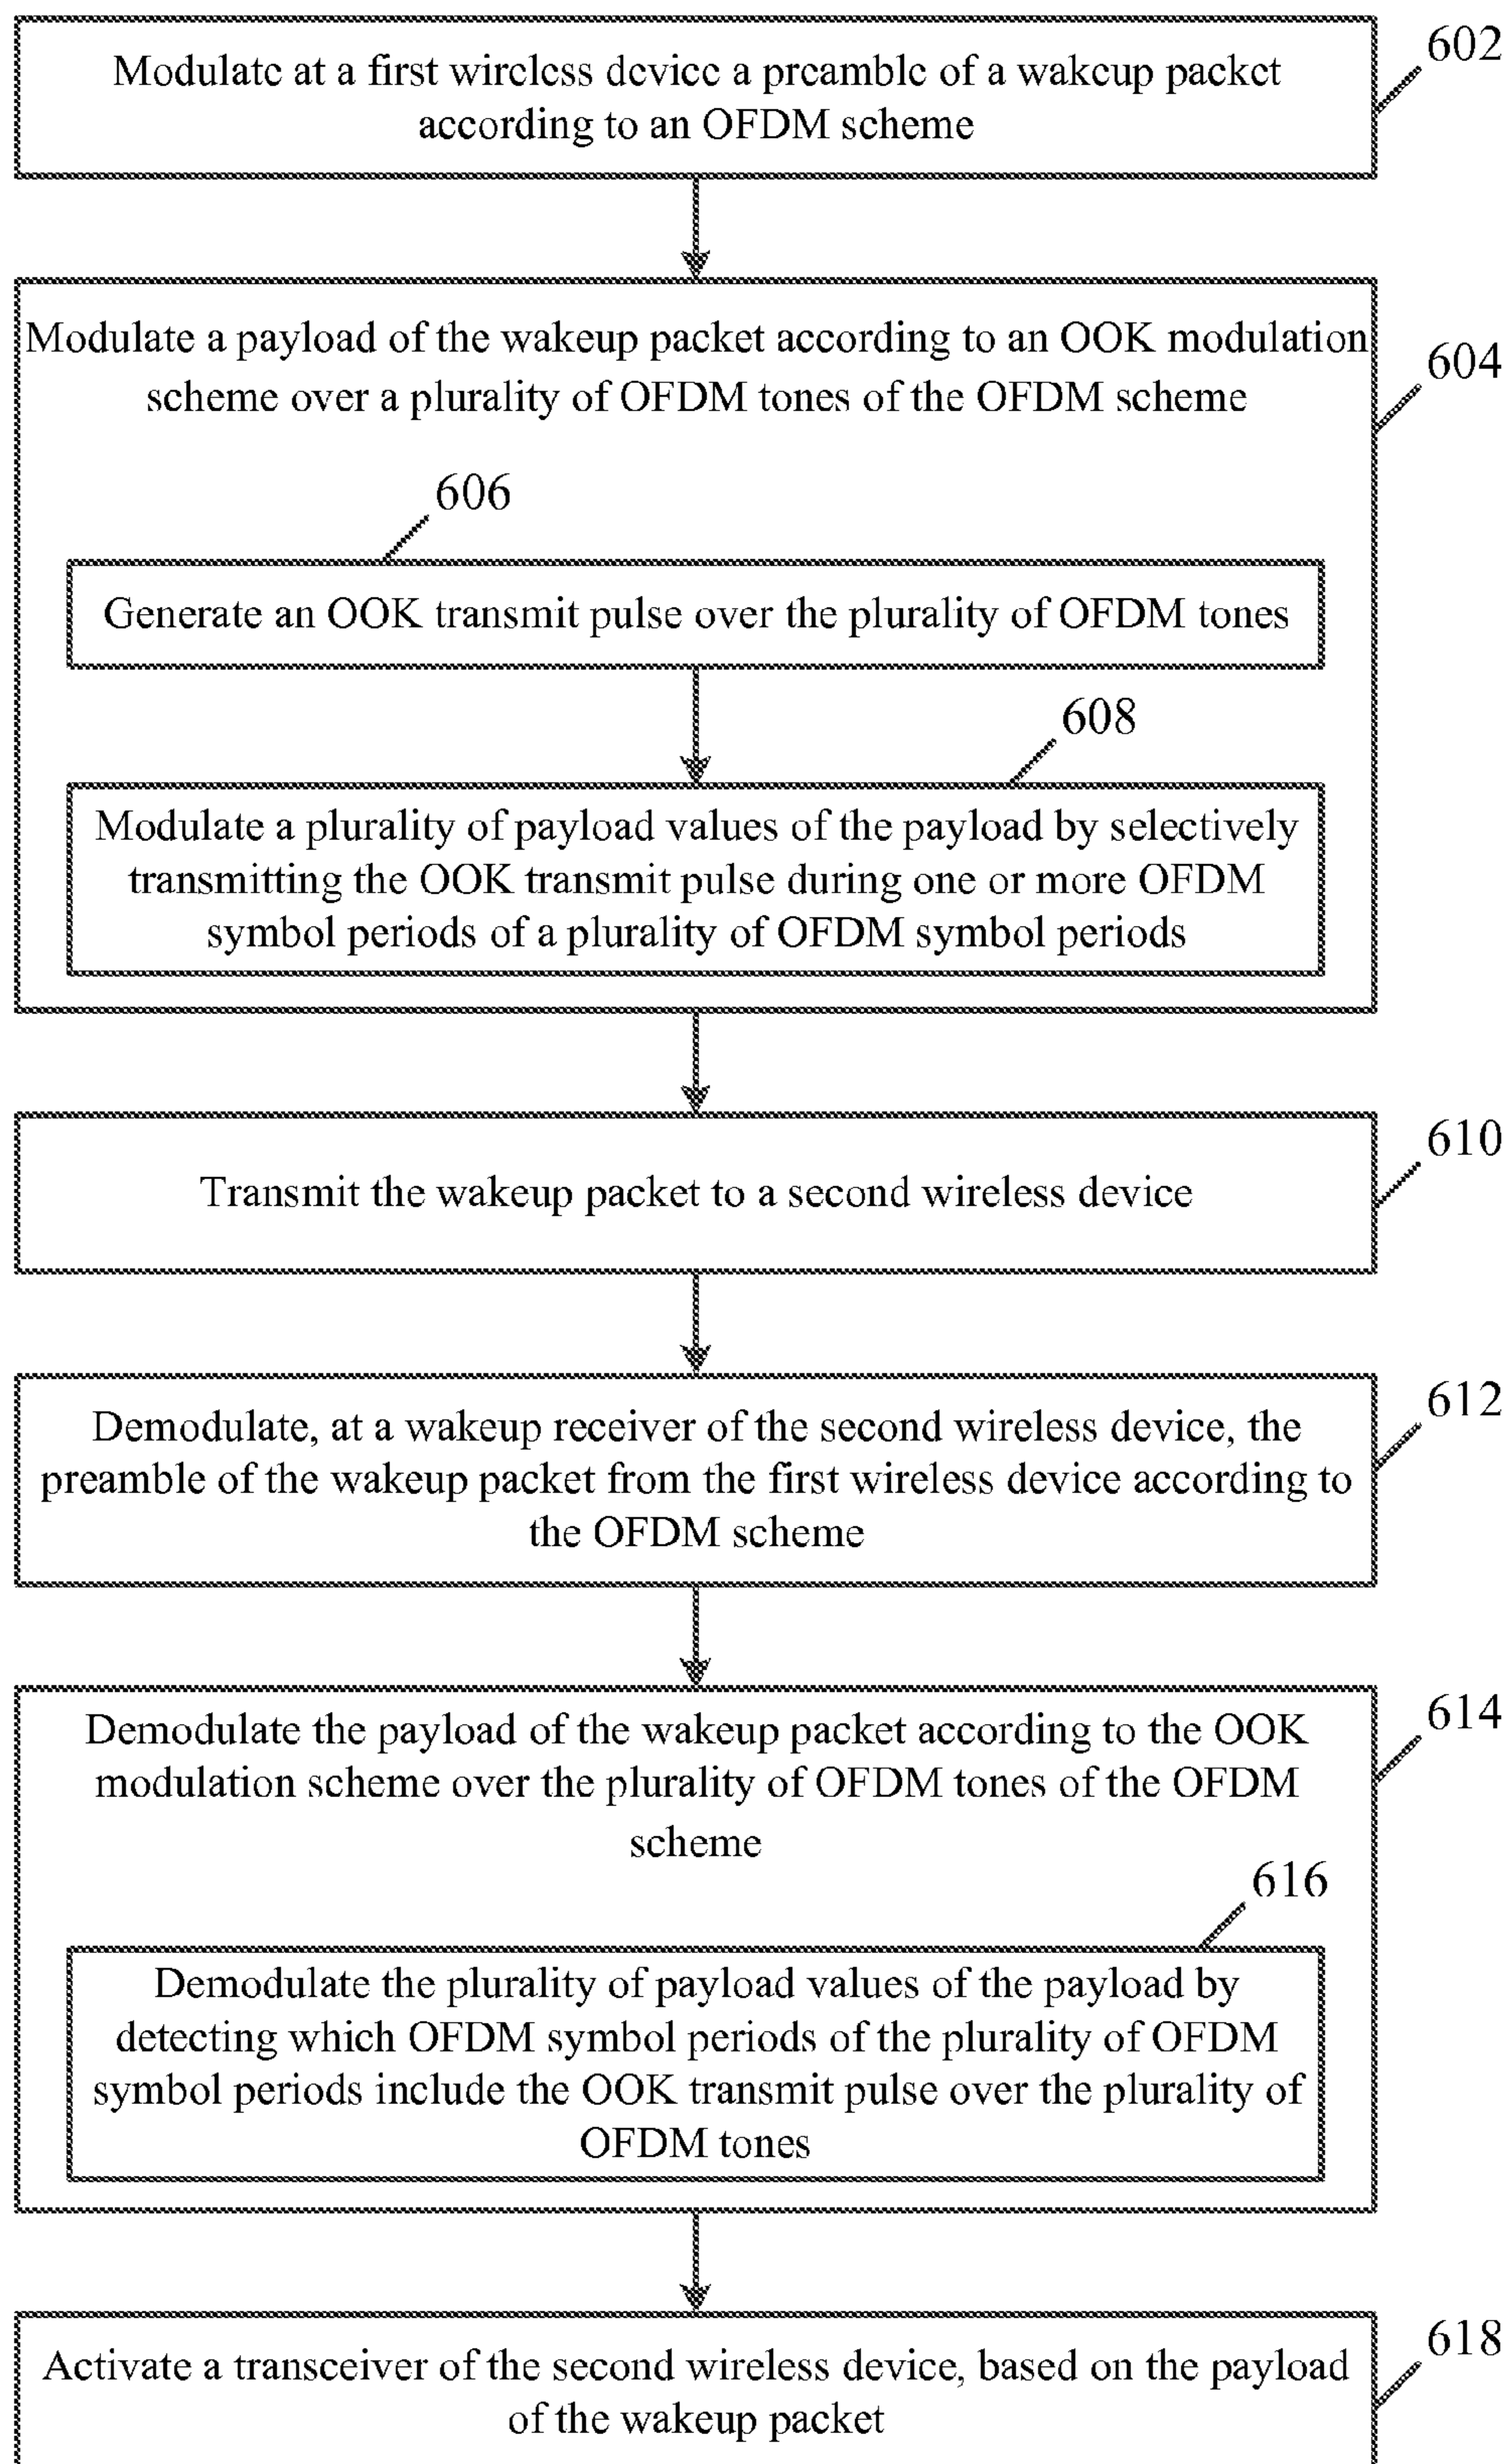 602
Modulate at a first wireless device a preamble of a wakeup packet
according to an OFDM scheme
604
Modulate a payload of the wakeup packet according to an OOK modulation
scheme over a plurality of OFDM tones of the OFDM scheme
606
Generate an OOK transmit pulse over the plurality of OFDM tones
608
Modulate a plurality of payload values of the payload by selectively
transmitting the OOK transmit pulse during one or more OFDM
symbol periods of a plurality of OFDM symbol periods
610
Transmit the wakeup packet to a second wireless device
612
Demodulate, at a wakeup receiver of the second wireless device, the
preamble of the wakeup packet from the first wireless device according to
the OFDM scheme
614
Demodulate the payload of the wakeup packet according to the OOK
modulation scheme over the plurality of OFDM tones of the OFDM
scheme
616
Demodulate the plurality of payload values of the payload by
detecting which OFDM symbol periods of the plurality of OFDM
symbol periods include the OOK transmit pulse over the plurality of
OFDM tones
618
Activate a transceiver of the second wireless device, based on the payload
of the wakeup packet